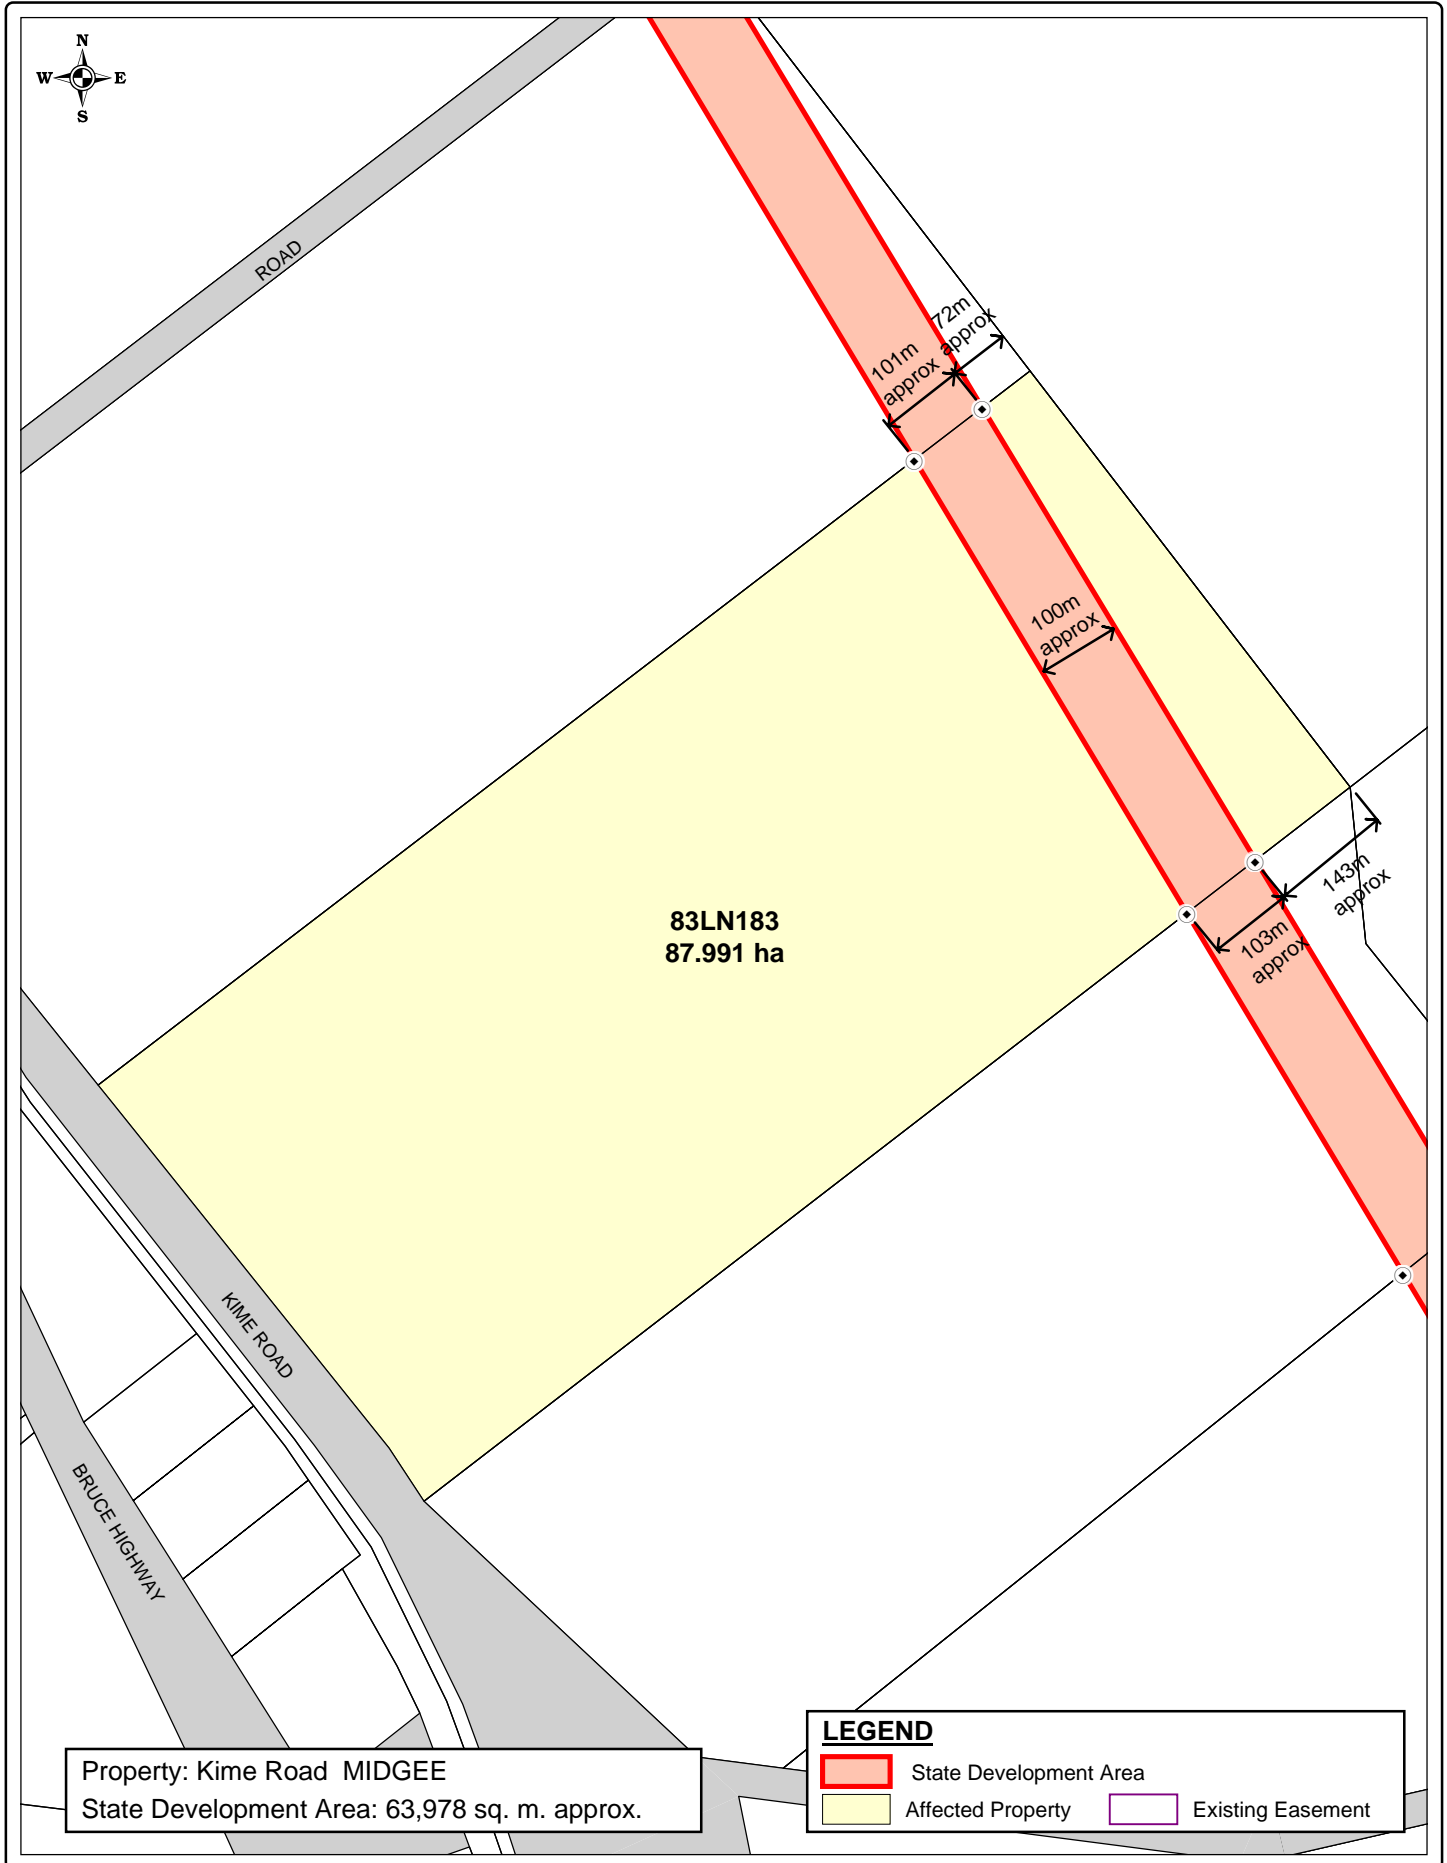 N
W E
S
ROAD
72m
approx
101m
approx
100m
approx
143m
approx
103m
approx
83LN183
87.991 ha
KIME ROAD
BRUCE HIGHWAY
Property: Kime Road MIDGEE
State Development Area: 63,978 sq. m. approx.
LEGEND
State Development Area
Affected Property Existing Easement